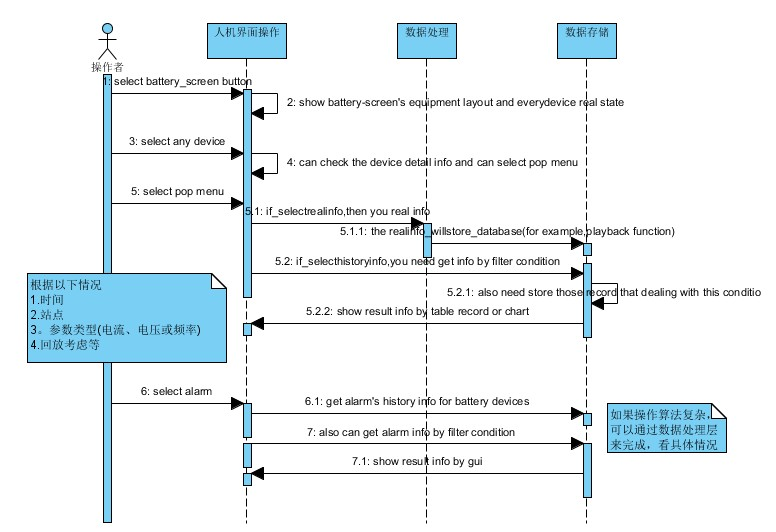 人机界面操作
数据处理
数据存储
操作者
1: select battery_screen button
2: show battery-screen's equipment layout and everydevice real state
3: select any device
4: can check the device detail info and can select pop menu
5: select pop menu
5.1: if_selectrealinfo,then you real info
5.1.1: the realinfo_willstore_database(for example,playback function)
5.2: if_selecthistoryinfo,you need get info by filter condition
根据以下情况
1.时间
2.站点
3。参数类型(电流、电压或频率)
4.回放考虑等
5.2.1: also need store those record that dealing with this conditio
5.2.2: show result info by table record or chart
6: select alarm
6.1: get alarm's history info for battery devices
如果操作算法复杂，
可以通过数据处理层
来完成，看具体情况
7: also can get alarm info by filter condition
7.1: show result info by gui